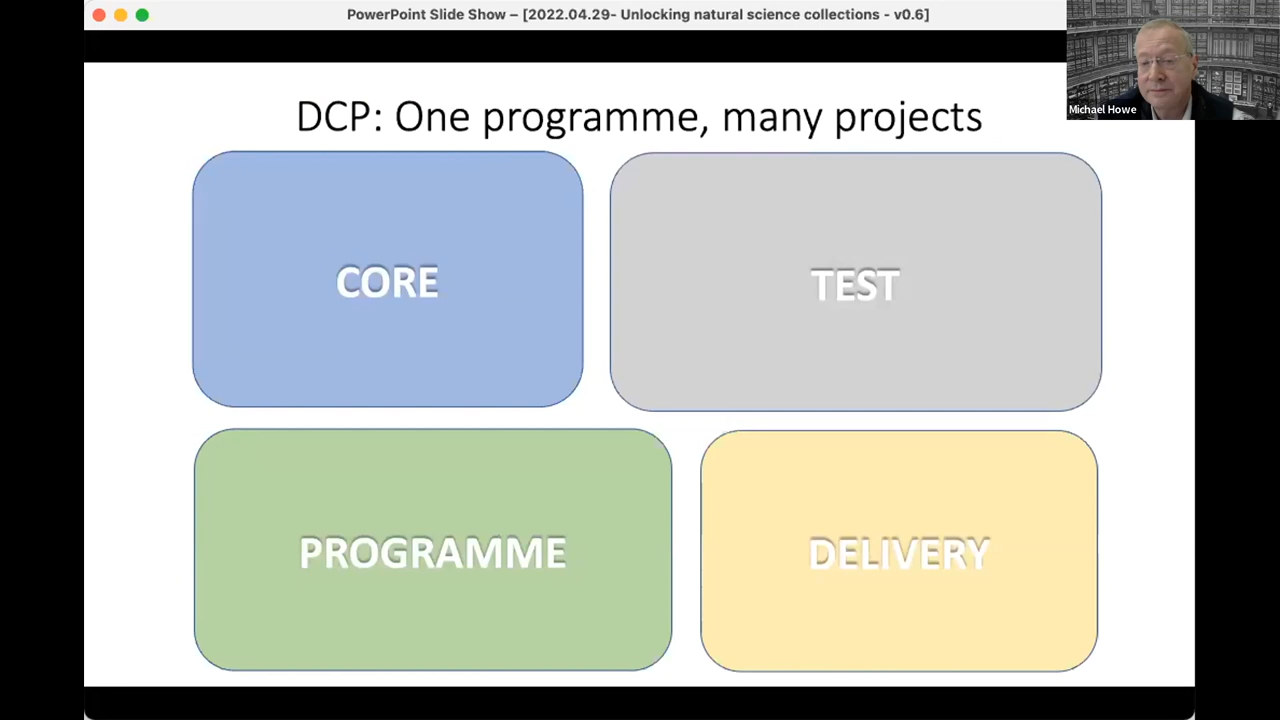 PowerPoint Slide Show – [2022.04.29- Unlocking natural science collections - v0.6]
Michael Howe
DCP: One programme, many projects
CORE
TEST
PROGRAMME
DELIVERY